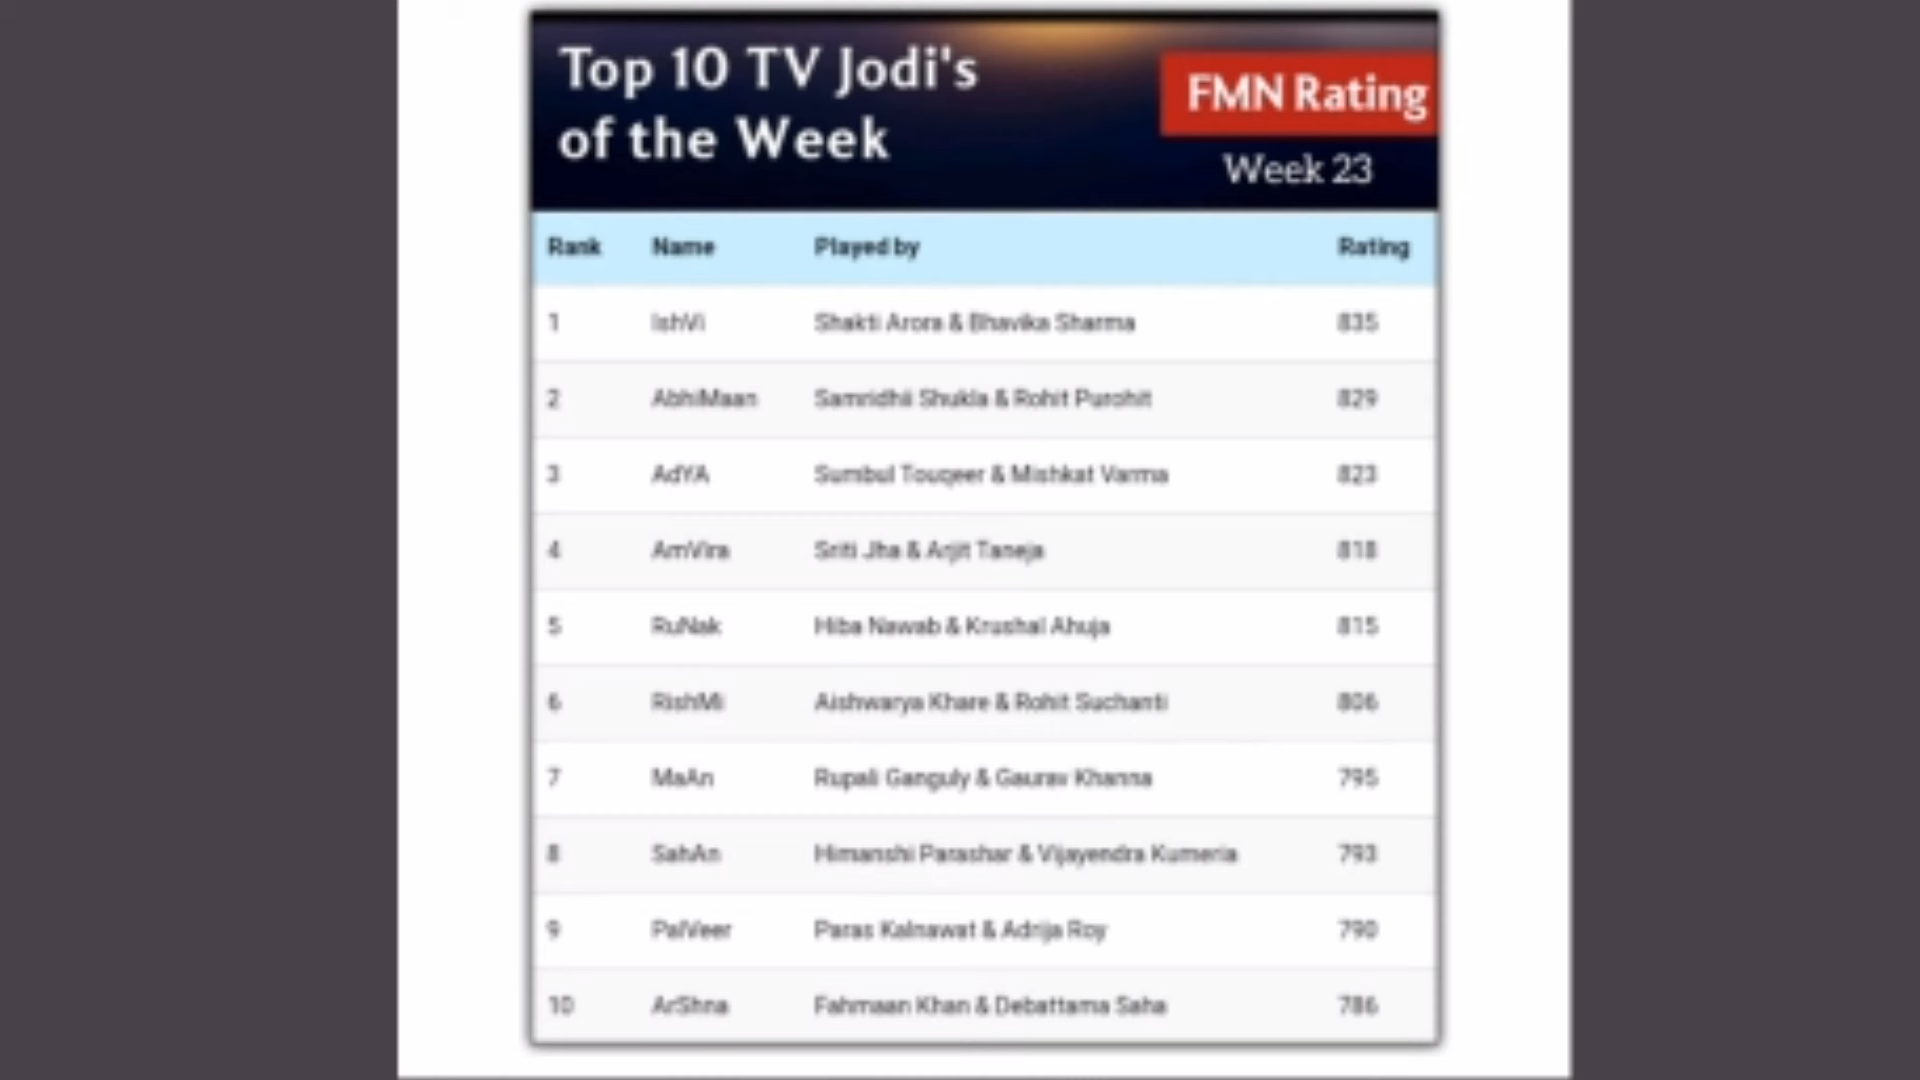 Top 10 TV Jodi's
of the Week
FMN Rating
Week 23
Rank Name Played by Rating
1 IshVi Shakti Arora & Bhavika Sharma 835
2 AbhiMaan Samridhii Shukla & Rohit Purohit 829
3 AdYA Sumbul Touqeer & Mishkat Varma 823
4 AmVira Sriti Jha & Arjit Taneja 818
5 RuNak Hiba Nawab & Krushal Ahuja 815
6 RishMi Aishwarya Khare & Rohit Suchanti 806
7 MaAn Rupali Ganguly & Gaurav Khanna 795
8 SahAn Himanshi Parashar & Vijayendra Kumeria 793
9 PalVeer Paras Kalnawat & Adrija Roy 790
10 ArShna Fahmaan Khan & Debattama Saha 786